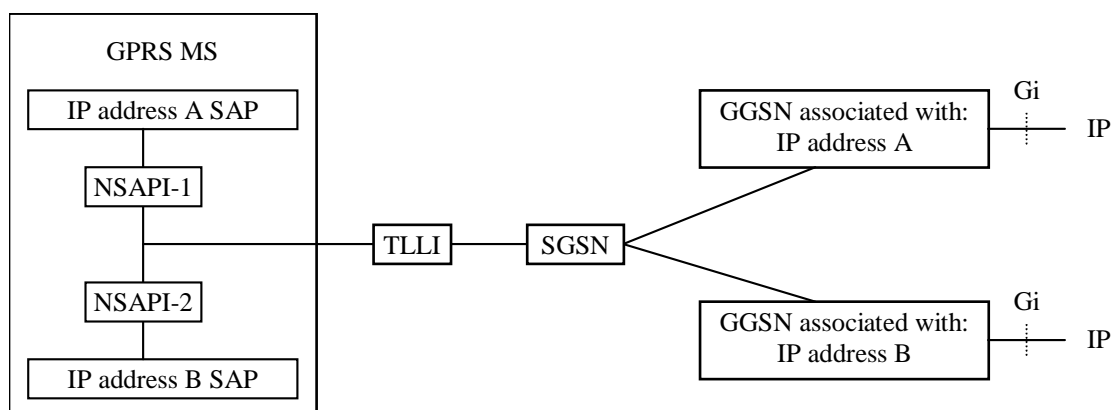 GPRS MS
IP address A SAP
NSAPI-1
NSAPI-2
IP address B SAP
TLLI
SGSN
GGSN associated with:
IP address A
Gi
IP
GGSN associated with:
IP address B
Gi
IP